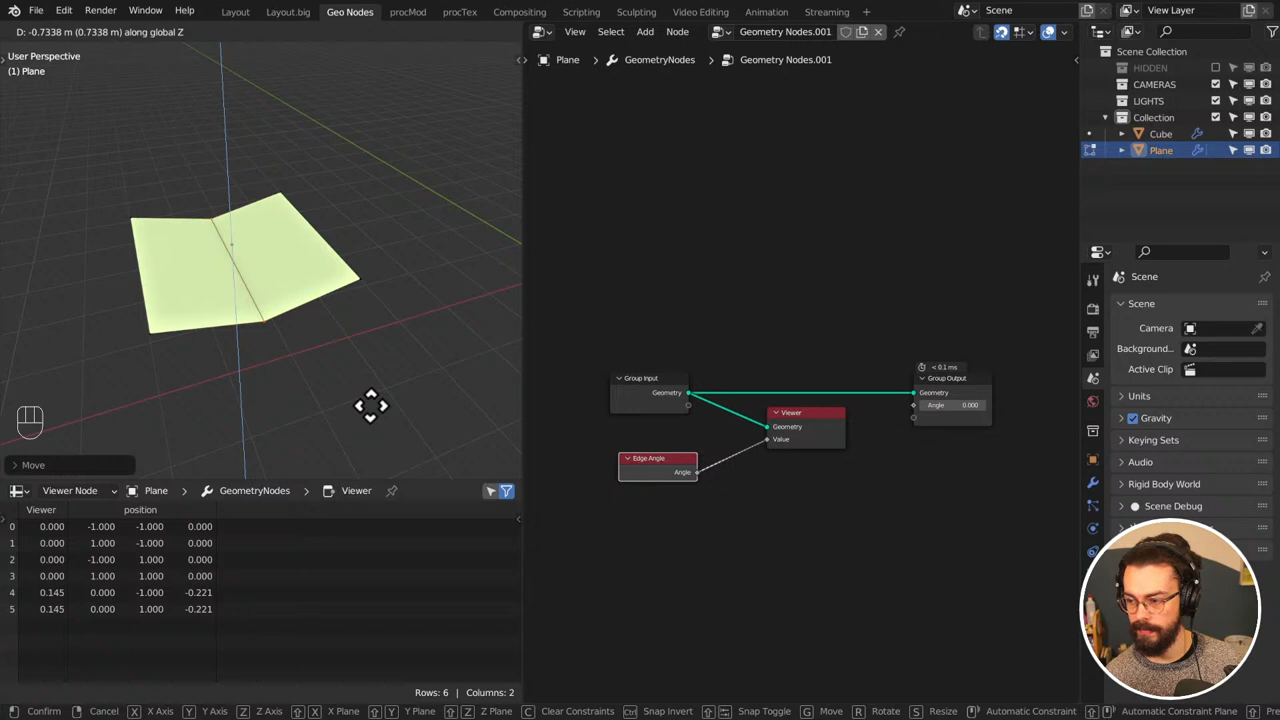 File Edit Render Window Help Layout Layout.big Geo Nodes procMod procTex Compositing Scripting Sculpting Video Editing Animation Streaming + Scene View Layer
D: -0.7338 m (0.7338 m) along global Z
View Select Add Node Geometry Nodes.001
User Perspective
(1) Plane
Plane GeometryNodes Geometry Nodes.001
Scene Collection
HIDDEN
CAMERAS
LIGHTS
Collection
Cube
Plane
Group Input
Geometry
< 0.1 ms
Group Output
Geometry
Angle 0.000
Viewer
Geometry
Value
Edge Angle
Angle
Scene
Scene
Camera
Background...
Active Clip
Units
Gravity
Keying Sets
Audio
Rigid Body World
Scene Debug
Move
Viewer Node Plane GeometryNodes Viewer
Viewer position
0 0.000 -1.000 -1.000 0.000
1 0.000 1.000 -1.000 0.000
2 0.000 -1.000 1.000 0.000
3 0.000 1.000 1.000 0.000
4 0.145 0.000 -1.000 -0.221
5 0.145 0.000 1.000 -0.221
Rows: 6 | Columns: 2
Confirm Cancel X X Axis Y Y Axis Z Z Axis X X Plane Y Y Plane Z Z Plane C Clear Constraints Ctrl Snap Invert Snap Toggle G Move R Rotate S Resize Automatic Constraint Automatic Constraint Plane